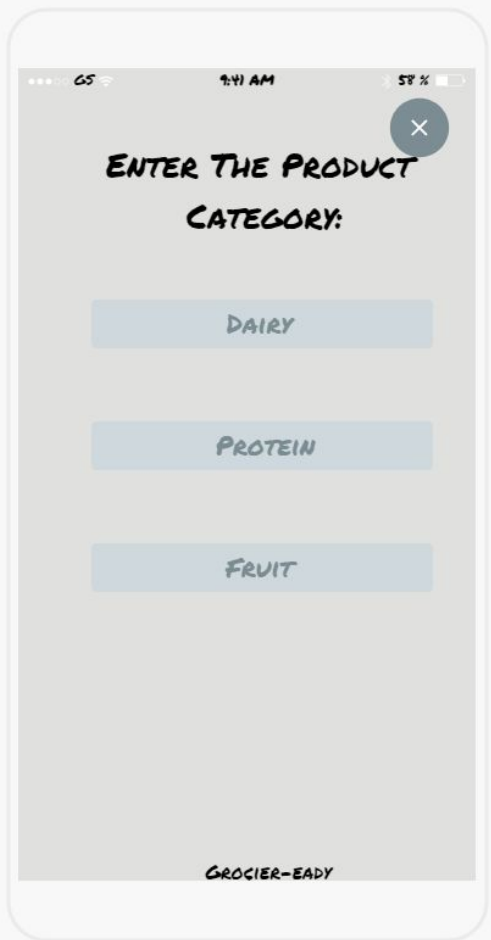 GS 9:41 AM 58 %
Enter The Product
Category:
Dairy
Protein
Fruit
Grocier-eady